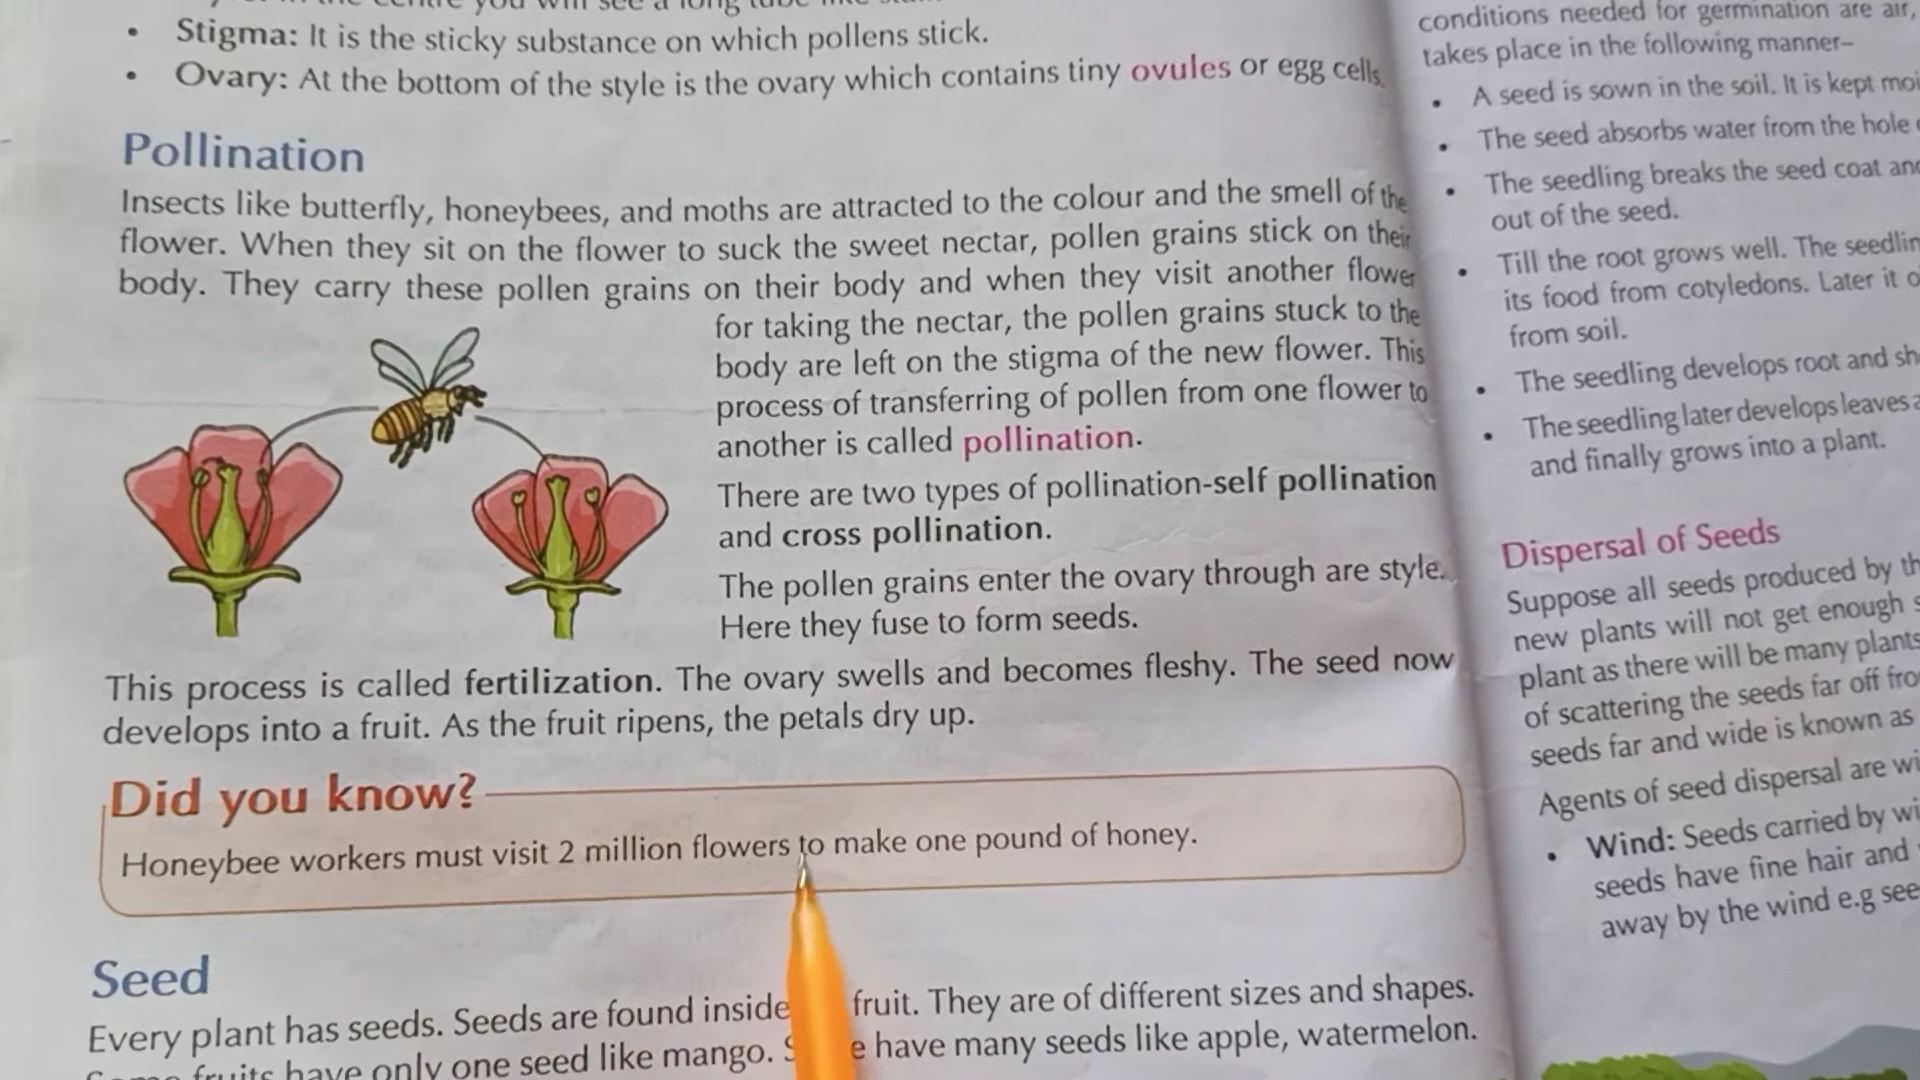 • Stigma: It is the sticky substance on which pollens stick.
• Ovary: At the bottom of the style is the ovary which contains tiny ovules or egg cells.
Pollination
Insects like butterfly, honeybees, and moths are attracted to the colour and the smell of the
flower. When they sit on the flower to suck the sweet nectar, pollen grains stick on their
body. They carry these pollen grains on their body and when they visit another flower
for taking the nectar, the pollen grains stuck to the
body are left on the stigma of the new flower. This
process of transferring of pollen from one flower to
another is called pollination.
There are two types of pollination-self pollination
and cross pollination.
The pollen grains enter the ovary through are style.
Here they fuse to form seeds.
This process is called fertilization. The ovary swells and becomes fleshy. The seed now
develops into a fruit. As the fruit ripens, the petals dry up.
Did you know?
Honeybee workers must visit 2 million flowers to make one pound of honey.
Seed
Every plant has seeds. Seeds are found inside fruit. They are of different sizes and shapes.
fruits have only one seed like mango. have many seeds like apple, watermelon.
conditions needed for germination are air,
takes place in the following manner–
• A seed is sown in the soil. It is kept
• The seed absorbs water from the hole
• The seedling breaks the seed coat
out of the seed.
• Till the root grows well. The
its food from cotyledons. Later it
from soil.
• The seedling develops root and
• The seedling later develops leaves
and finally grows into a plant.
Dispersal of Seeds
Suppose all seeds produced by
new plants will not get enough
plant as there will be many plants
of scattering the seeds far off
seeds far and wide is known as
Agents of seed dispersal are
• Wind: Seeds carried by
seeds have fine hair and
away by the wind e.g